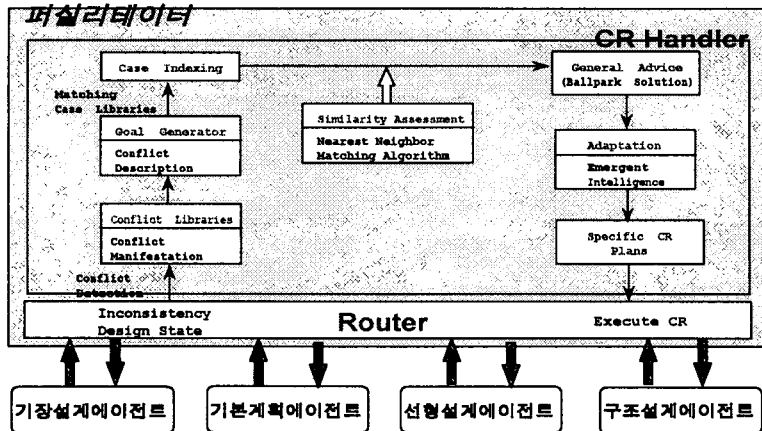 퍼실리테이터
CR Handler
Case Indexing
General Advice
(Ballpark Solution)
Matching
Case Libraries
Similarity Assessment
Nearest Neighbor
Matching Algorithm
Goal Generator
Conflict
Description
Adaptation
Emergent
Intelligence
Conflict Libraries
Conflict
Manifestation
Specific CR
Plans
Conflict
Detection
Inconsistency
Design State
Router
Execute CR
기장설계에이전트
기본계획에이전트
선형설계에이전트
구조설계에이전트